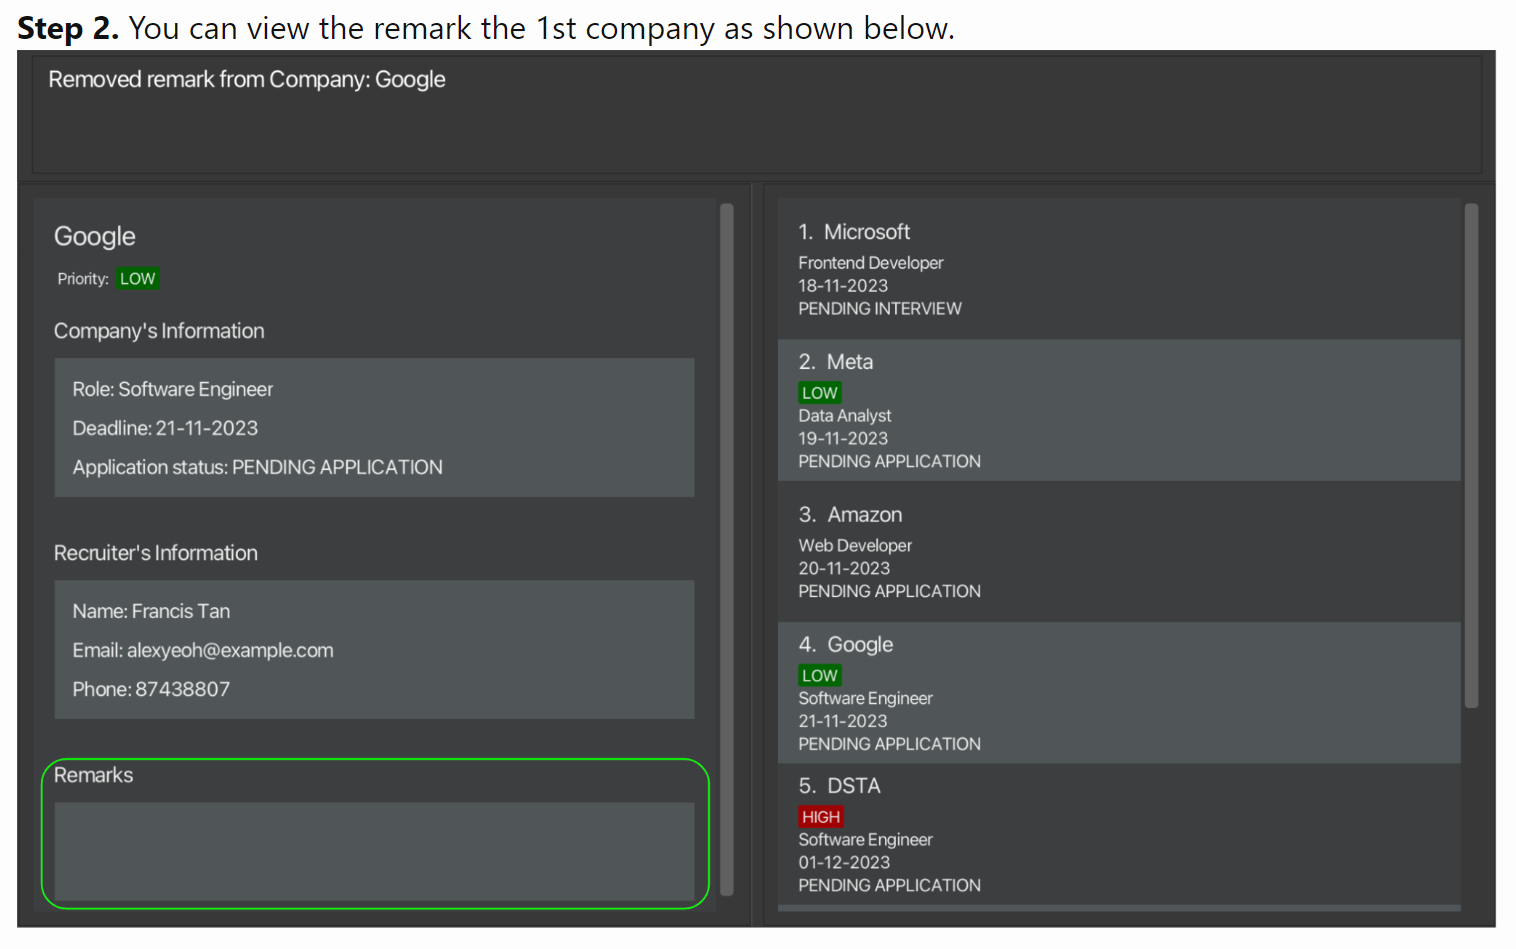 Step 2. You can view the remark the 1st company as shown below.
Removed remark from Company: Google
Google
Priority: LOW
Company's Information
Role: Software Engineer
Deadline: 21-11-2023
Application status: PENDING APPLICATION
Recruiter's Information
Name: Francis Tan
Email: alexyeoh@example.com
Phone: 87438807
Remarks
1. Microsoft
Frontend Developer
18-11-2023
PENDING INTERVIEW
2. Meta
LOW
Data Analyst
19-11-2023
PENDING APPLICATION
3. Amazon
Web Developer
20-11-2023
PENDING APPLICATION
4. Google
LOW
Software Engineer
21-11-2023
PENDING APPLICATION
5. DSTA
HIGH
Software Engineer
01-12-2023
PENDING APPLICATION